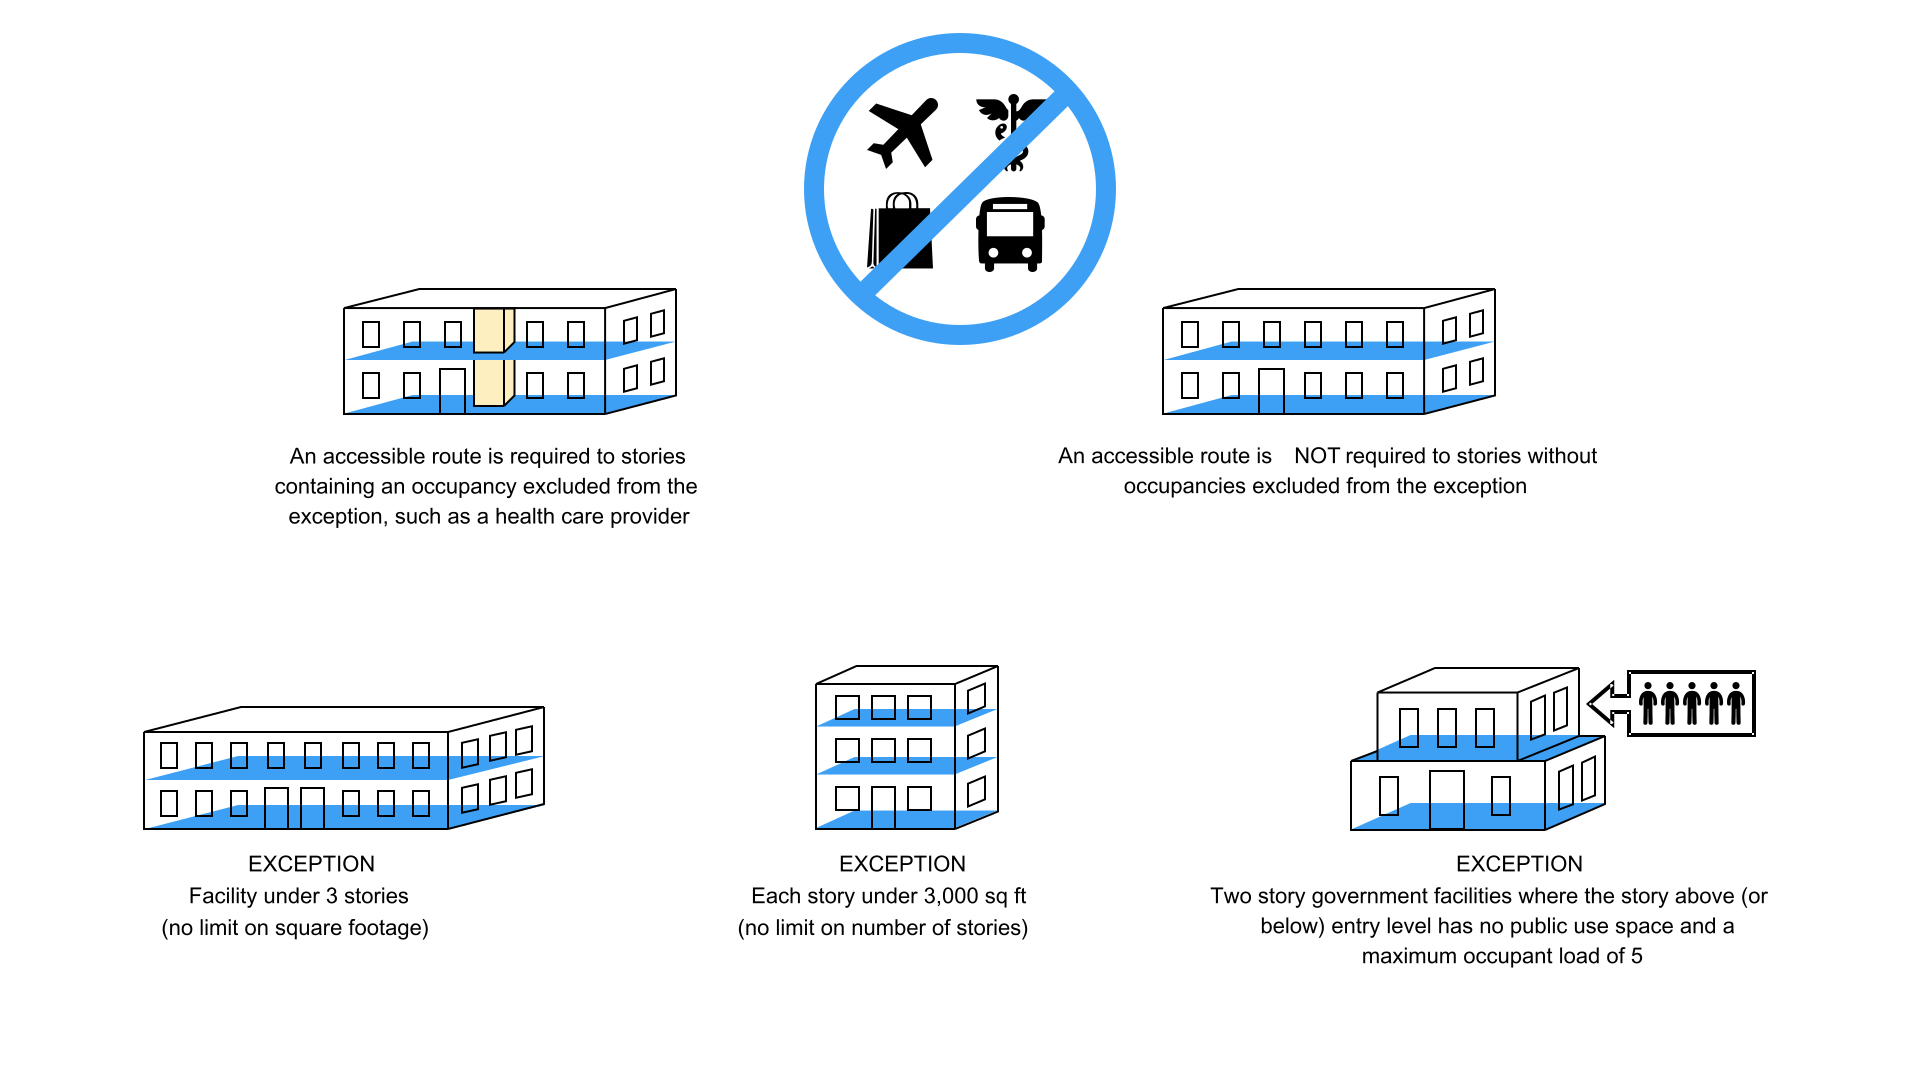 An accessible route is required to stories
containing an occupancy excluded from the
exception, such as a health care provider
An accessible route is NOT required to stories without
occupancies excluded from the exception
EXCEPTION
Facility under 3 stories
(no limit on square footage)
EXCEPTION
Each story under 3,000 sq ft
(no limit on number of stories)
EXCEPTION
Two story government facilities where the story above (or
below) entry level has no public use space and a
maximum occupant load of 5